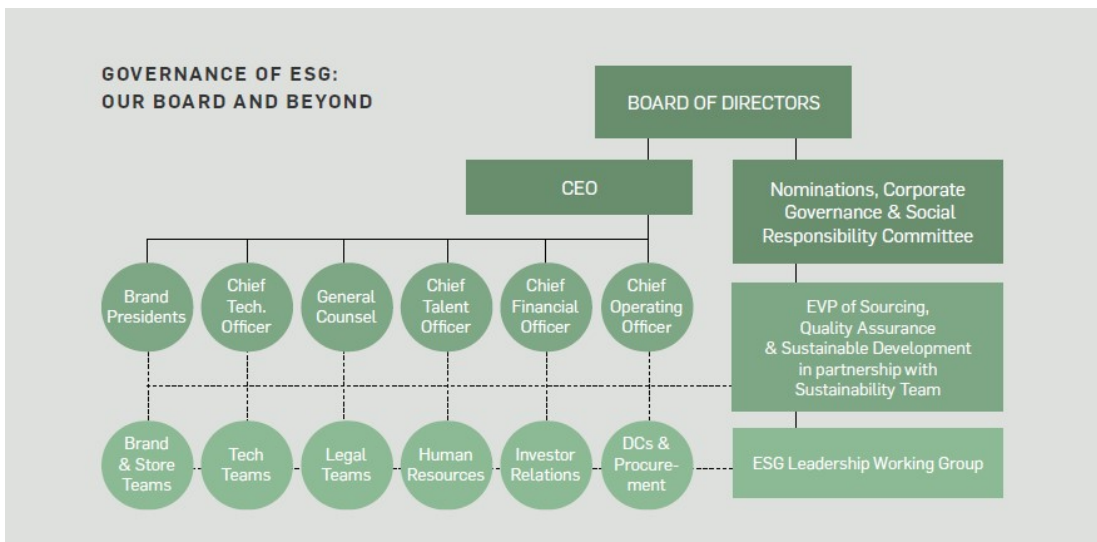 GOVERNANCE OF ESG:
OUR BOARD AND BEYOND
BOARD OF DIRECTORS
CEO
Nominations, Corporate
Governance & Social
Responsibility Committee
Brand
Presidents
Chief
Tech.
Officer
General
Counsel
Chief
Talent
Officer
Chief
Financial
Officer
Chief
Operating
Officer
EVP of Sourcing,
Quality Assurance
& Sustainable Development
in partnership with
Sustainability Team
Brand
& Store
Teams
Tech
Teams
Legal
Teams
Human
Resources
Investor
Relations
DCs &
Procure-
ment
ESG Leadership Working Group